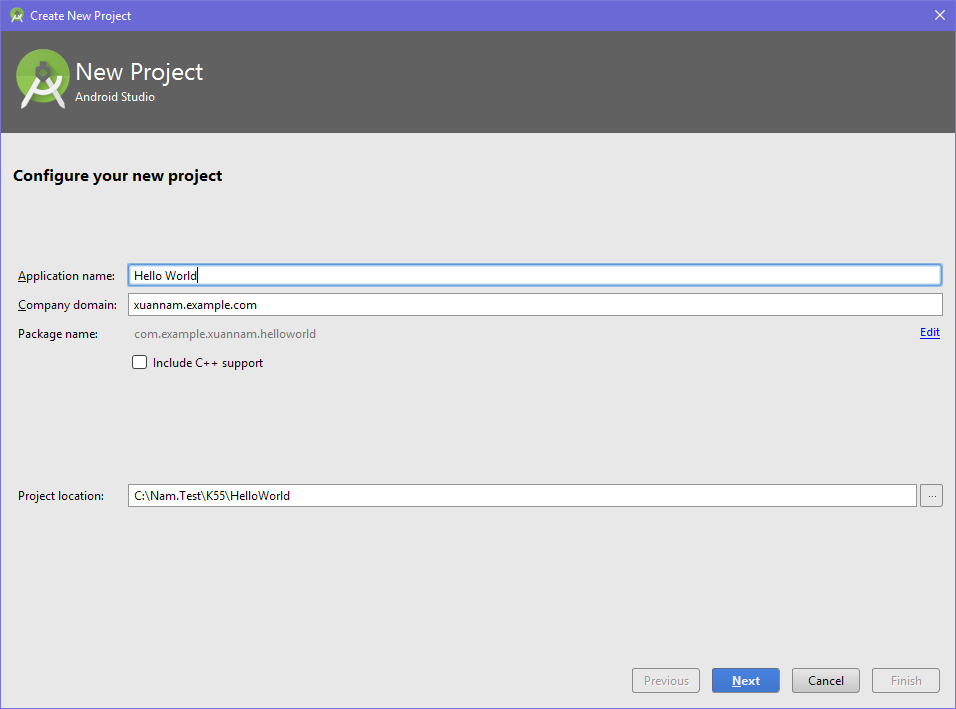 Create New Project
New Project
Android Studio
Configure your new project
Application name: Hello World
Company domain: xuannam.example.com
Package name: com.example.xuannam.helloworld Edit
Include C++ support
Project location: C:\Nam.Test\K55\HelloWorld ...
Previous Next Cancel Finish